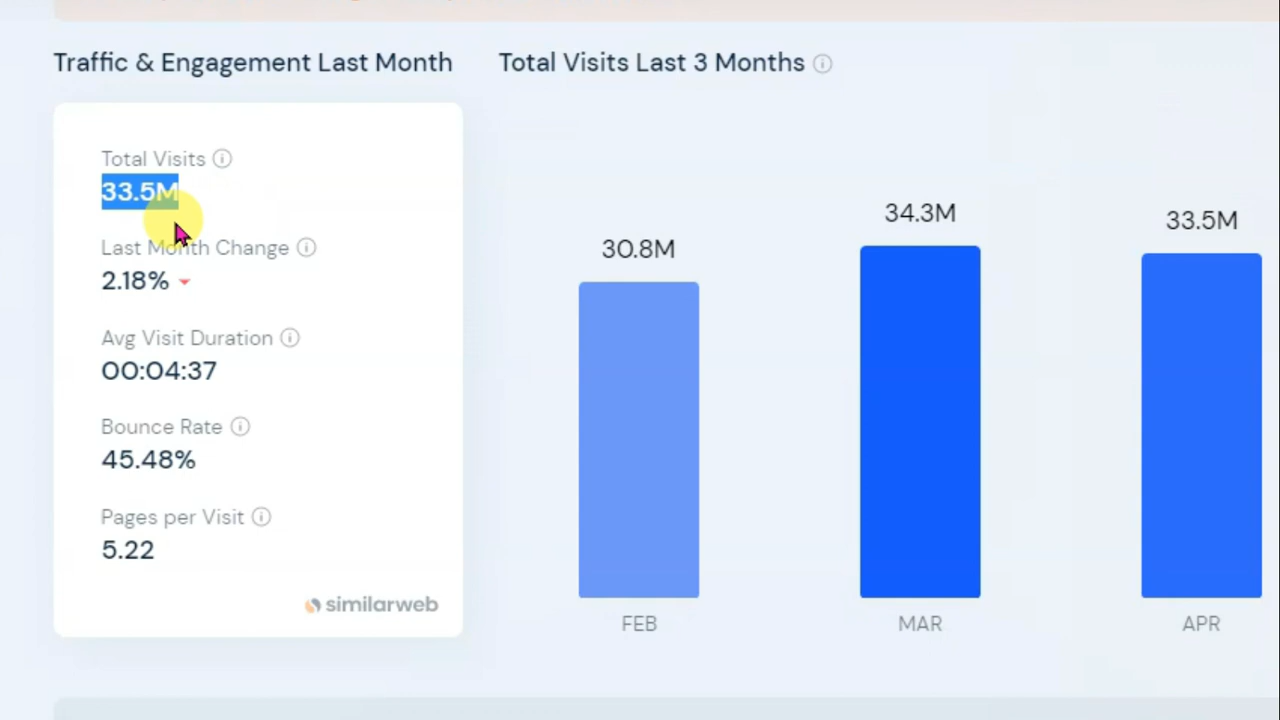 Traffic & Engagement Last Month
Total Visits
33.5M
Last Month Change
2.18%
Avg Visit Duration
00:04:37
Bounce Rate
45.48%
Pages per Visit
5.22
similarweb
Total Visits Last 3 Months
30.8M
34.3M
33.5M
FEB
MAR
APR